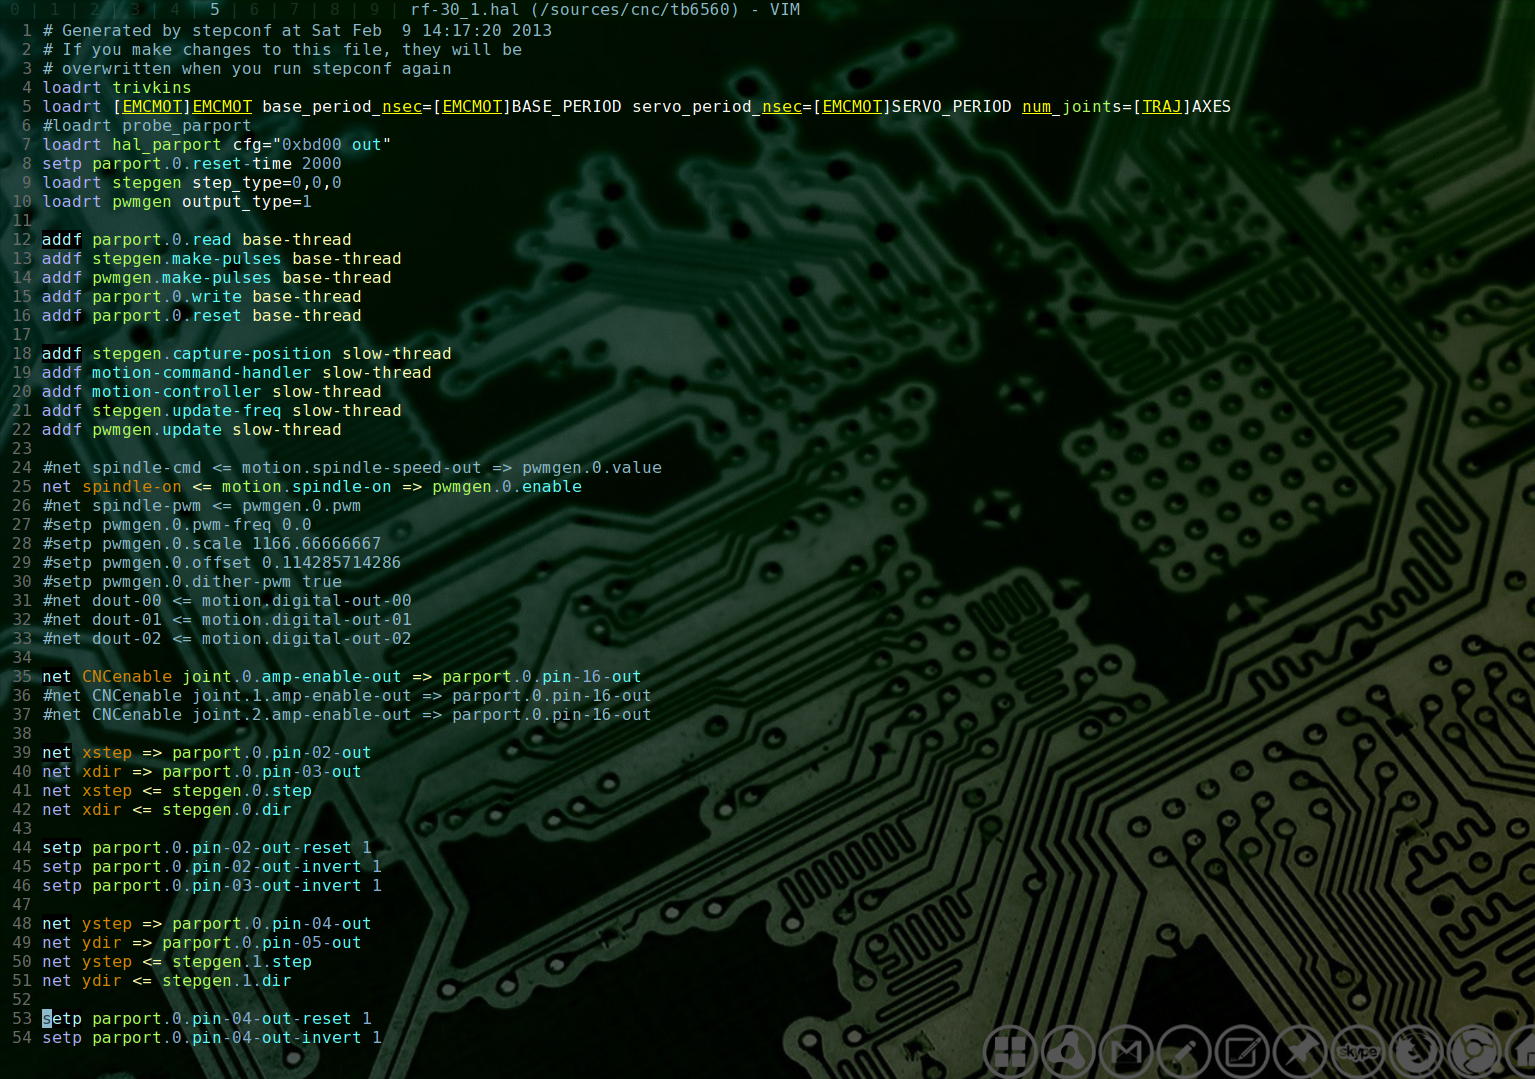 0 | 1 | 2 | 3 | 4 | 5 | 6 | 7 | 8 | 9 | rf-30_1.hal (/sources/cnc/tb6560) - VIM
1 # Generated by stepconf at Sat Feb  9 14:17:20 2013
2 # If you make changes to this file, they will be
3 # overwritten when you run stepconf again
4 loadrt trivkins
5 loadrt [EMCMOT]EMCMOT base_period_nsec=[EMCMOT]BASE_PERIOD servo_period_nsec=[EMCMOT]SERVO_PERIOD num_joints=[TRAJ]AXES
6 #loadrt probe_parport
7 loadrt hal_parport cfg="0xbd00 out"
8 setp parport.0.reset-time 2000
9 loadrt stepgen step_type=0,0,0
10 loadrt pwmgen output_type=1
11
12 addf parport.0.read base-thread
13 addf stepgen.make-pulses base-thread
14 addf pwmgen.make-pulses base-thread
15 addf parport.0.write base-thread
16 addf parport.0.reset base-thread
17
18 addf stepgen.capture-position slow-thread
19 addf motion-command-handler slow-thread
20 addf motion-controller slow-thread
21 addf stepgen.update-freq slow-thread
22 addf pwmgen.update slow-thread
23
24 #net spindle-cmd <= motion.spindle-speed-out => pwmgen.0.value
25 net spindle-on <= motion.spindle-on => pwmgen.0.enable
26 #net spindle-pwm <= pwmgen.0.pwm
27 #setp pwmgen.0.pwm-freq 0.0
28 #setp pwmgen.0.scale 1166.66666667
29 #setp pwmgen.0.offset 0.114285714286
30 #setp pwmgen.0.dither-pwm true
31 #net dout-00 <= motion.digital-out-00
32 #net dout-01 <= motion.digital-out-01
33 #net dout-02 <= motion.digital-out-02
34
35 net CNCenable joint.0.amp-enable-out => parport.0.pin-16-out
36 #net CNCenable joint.1.amp-enable-out => parport.0.pin-16-out
37 #net CNCenable joint.2.amp-enable-out => parport.0.pin-16-out
38
39 net xstep => parport.0.pin-02-out
40 net xdir => parport.0.pin-03-out
41 net xstep <= stepgen.0.step
42 net xdir <= stepgen.0.dir
43
44 setp parport.0.pin-02-out-reset 1
45 setp parport.0.pin-02-out-invert 1
46 setp parport.0.pin-03-out-invert 1
47
48 net ystep => parport.0.pin-04-out
49 net ydir => parport.0.pin-05-out
50 net ystep <= stepgen.1.step
51 net ydir <= stepgen.1.dir
52
53 setp parport.0.pin-04-out-reset 1
54 setp parport.0.pin-04-out-invert 1
skype